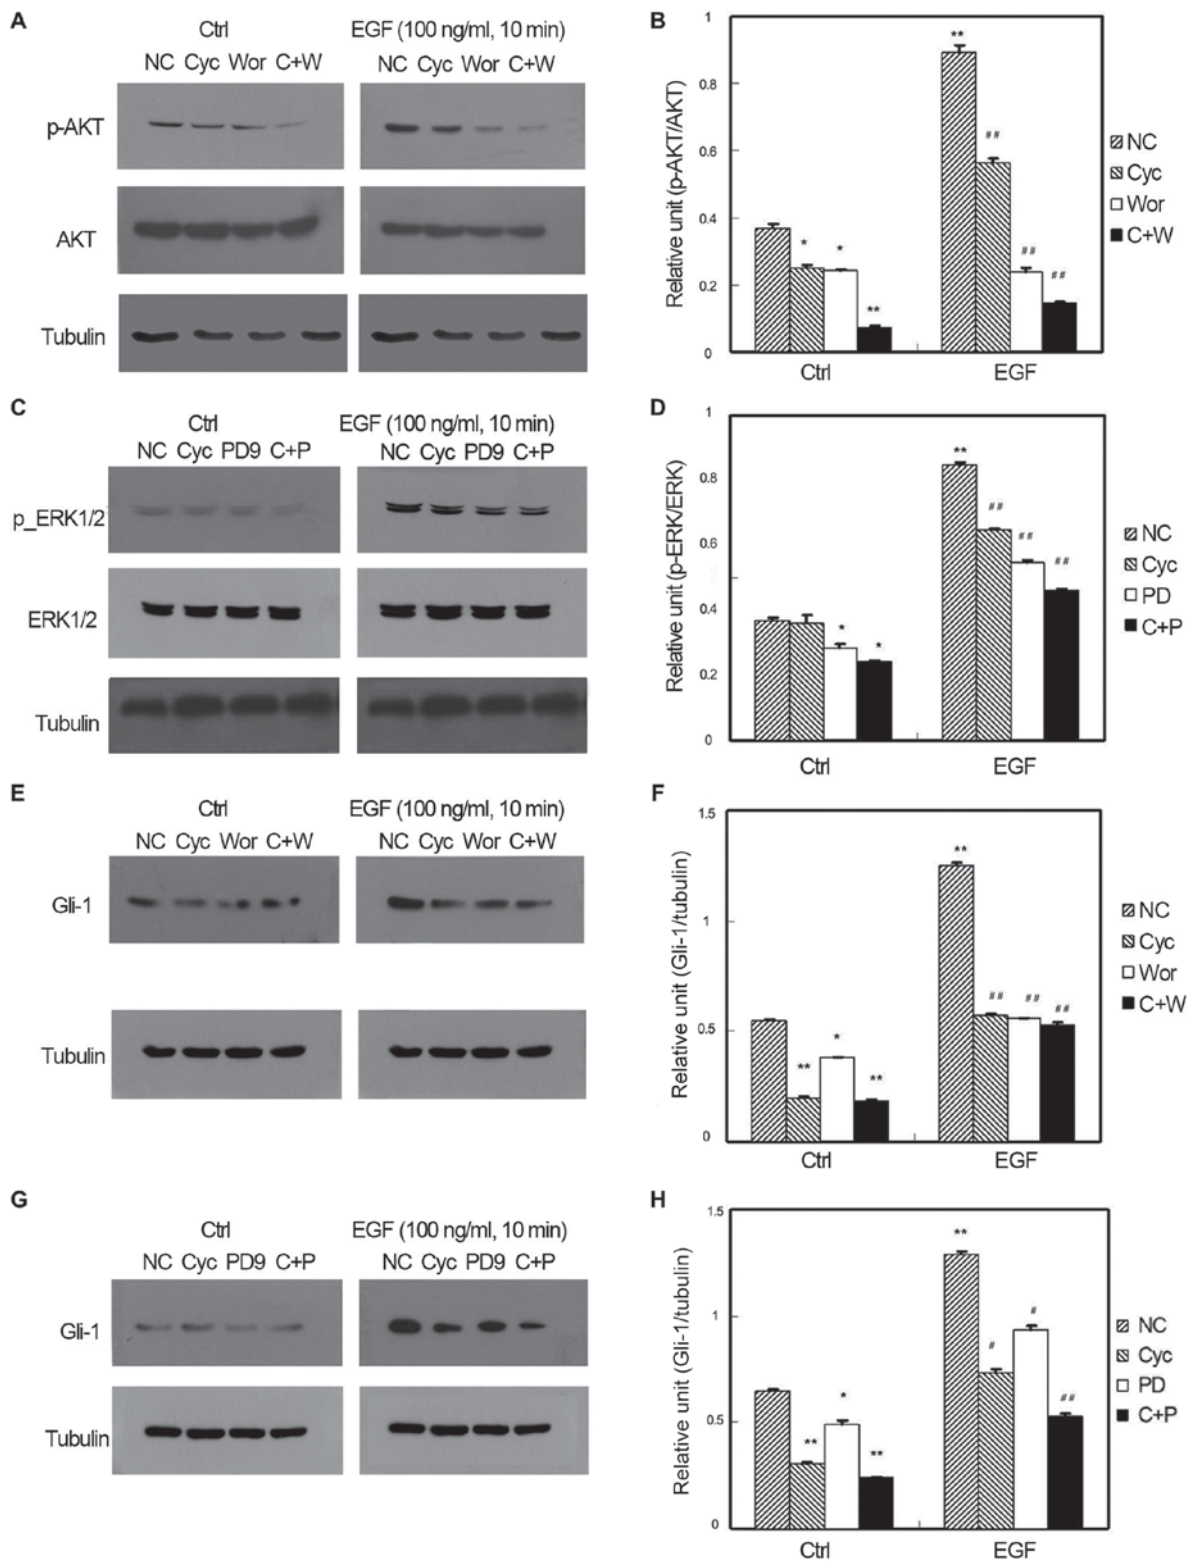 A
Ctrl
EGF (100 ng/ml, 10 min)
NC Cyc Wor C+W
NC Cyc Wor C+W
p-AKT
AKT
Tubulin
B
Relative unit (p-AKT/AKT)
1
0.8
0.6
0.4
0.2
0
**
##
##
##
*
*
**
Ctrl
EGF
NC
Cyc
Wor
C+W
C
Ctrl
EGF (100 ng/ml, 10 min)
NC Cyc PD9 C+P
NC Cyc PD9 C+P
p_ERK1/2
ERK1/2
Tubulin
D
Relative unit (p-ERK/ERK)
1
0.8
0.6
0.4
0.2
0
**
##
##
##
*
*
Ctrl
EGF
NC
Cyc
PD
C+P
E
Ctrl
EGF (100 ng/ml, 10 min)
NC Cyc Wor C+W
NC Cyc Wor C+W
Gli-1
Tubulin
F
Relative unit (Gli-1/tubulin)
1.5
1
0.5
0
**
##
##
##
**
*
**
Ctrl
EGF
NC
Cyc
Wor
C+W
G
Ctrl
EGF (100 ng/ml, 10 min)
NC Cyc PD9 C+P
NC Cyc PD9 C+P
Gli-1
Tubulin
H
Relative unit (Gli-1/tubulin)
1.5
1
0.5
0
**
#
#
##
**
*
**
Ctrl
EGF
NC
Cyc
PD
C+P